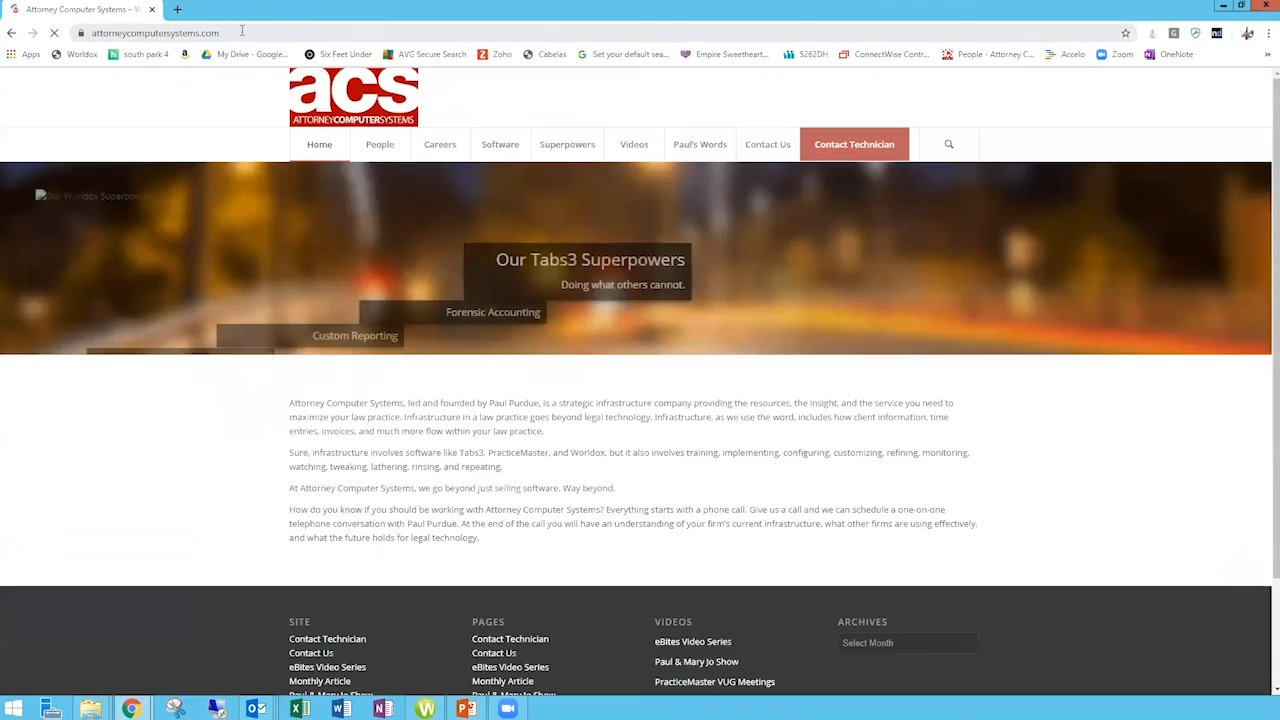 Attorney Computer Systems – W
attorneycomputersystems.com
Apps Worldox south park 4 a My Drive - Google... Six Feet Under AVG Secure Search Zoho Cabelas Set your default sea... Empire Sweetheart... 5262DH ConnectWise Contr... People - Attorney C... Accelo Zoom OneNote »
acs
ATTORNEYCOMPUTERSYSTEMS
Home People Careers Software Superpowers Videos Paul's Words Contact Us Contact Technician
Our Worldox Superpow
Our Tabs3 Superpowers
Doing what others cannot.
Forensic Accounting
Custom Reporting
Attorney Computer Systems, led and founded by Paul Purdue, is a strategic infrastructure company providing the resources, the insight, and the service you need to
maximize your law practice. Infrastructure in a law practice goes beyond legal technology. Infrastructure, as we use the word, includes how client information, time
entries, invoices, and much more flow within your law practice.
Sure, infrastructure involves software like Tabs3, PracticeMaster, and Worldox, but it also involves training, implementing, configuring, customizing, refining, monitoring,
watching, tweaking, lathering, rinsing, and repeating.
At Attorney Computer Systems, we go beyond just selling software. Way beyond.
How do you know if you should be working with Attorney Computer Systems? Everything starts with a phone call. Give us a call and we can schedule a one-on-one
telephone conversation with Paul Purdue. At the end of the call you will have an understanding of your firm's current infrastructure, what other firms are using effectively,
and what the future holds for legal technology.
SITE PAGES VIDEOS ARCHIVES
Contact Technician Contact Technician eBites Video Series Select Month
Contact Us Contact Us
eBites Video Series eBites Video Series Paul & Mary Jo Show
Monthly Article Monthly Article PracticeMaster VUG Meetings
Paul & Mary Jo Show Paul & Mary Jo Show